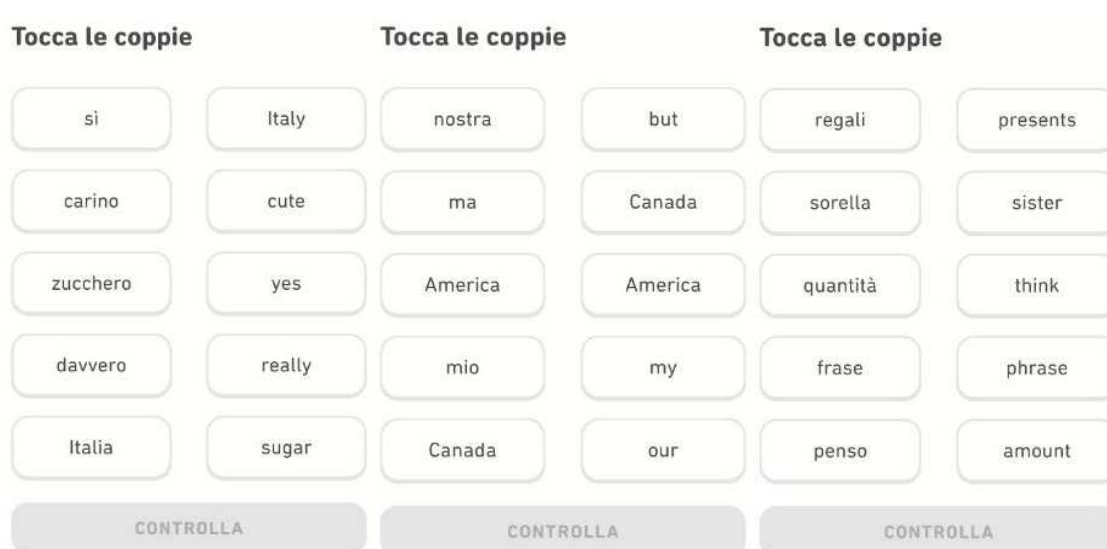 Tocca le coppie
sì Italy
carino cute
zucchero yes
davvero really
Italia sugar
CONTROLLA
Tocca le coppie
nostra but
ma Canada
America America
mio my
Canada our
CONTROLLA
Tocca le coppie
regali presents
sorella sister
quantità think
frase phrase
penso amount
CONTROLLA